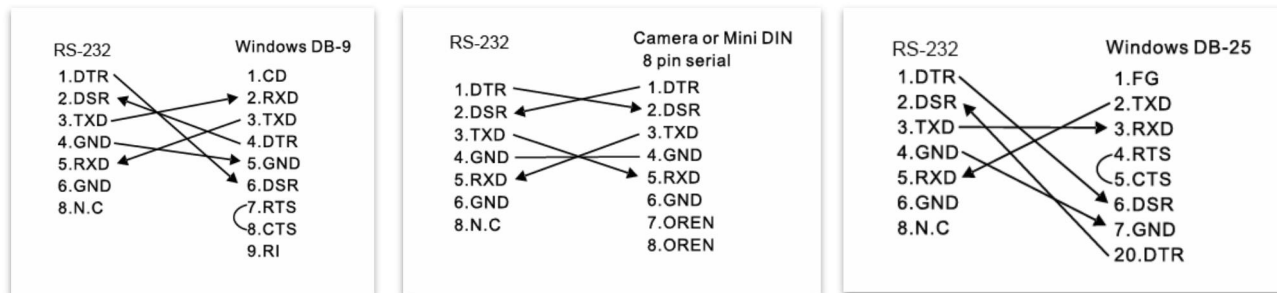 RS-232
Windows DB-9
1.DTR
2.DSR
3.TXD
4.GND
5.RXD
6.GND
8.N.C
1.CD
2.RXD
3.TXD
4.DTR
5.GND
6.DSR
7.RTS
8.CTS
9.RI
RS-232
Camera or Mini DIN
8 pin serial
1.DTR
2.DSR
3.TXD
4.GND
5.RXD
6.GND
8.N.C
1.DTR
2.DSR
3.TXD
4.GND
5.RXD
6.GND
7.OREN
8.OREN
RS-232
Windows DB-25
1.DTR
2.DSR
3.TXD
4.GND
5.RXD
6.GND
8.N.C
1.FG
2.TXD
3.RXD
4.RTS
5.CTS
6.DSR
7.GND
20.DTR